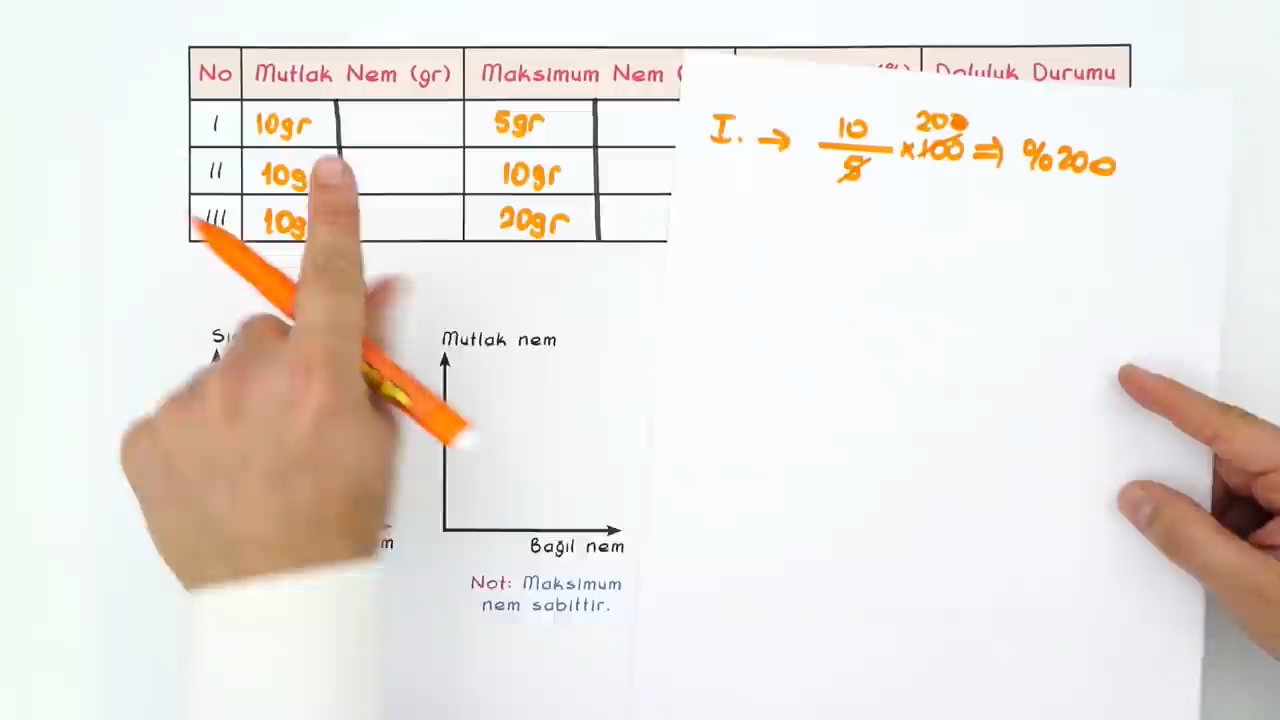 No Mutlak Nem (gr) Maksimum Nem ( Doluluk Durumu
I 10gr 5gr
II 10g 10gr
III 10g 20gr
I. → 10/5 x100 200 ⇒ %200
Mutlak nem
Bağıl nem
Not: Maksimum
nem sabittir.